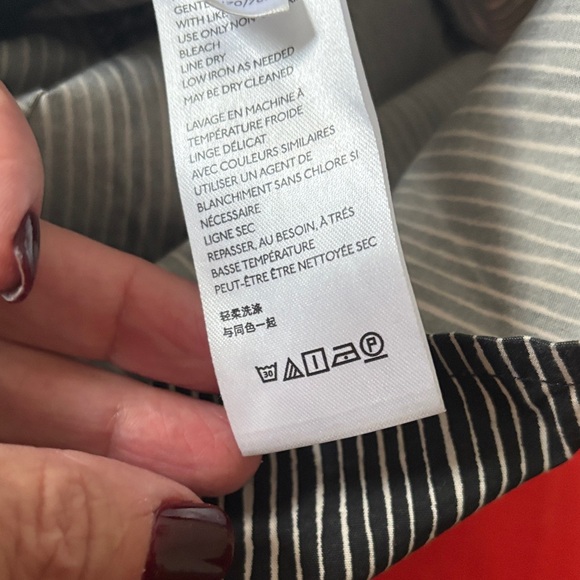 GENTL
WITH LIKE
USE ONLY NON
BLEACH
LINE DRY
LOW IRON AS NEEDED
MAY BE DRY CLEANED
LAVAGE EN MACHINE À
TEMPÉRATURE FROIDE
LINGE DÉLICAT
AVEC COULEURS SIMILAIRES
UTILISER UN AGENT DE
BLANCHIMENT SANS CHLORE SI
NÉCESSAIRE
LIGNE SEC
REPASSER, AU BESOIN, À TRÉS
BASSE TEMPÉRATURE
PEUT-ÊTRE ÊTRE NETTOYÉE SEC
轻柔洗涤
与同色一起
30 P